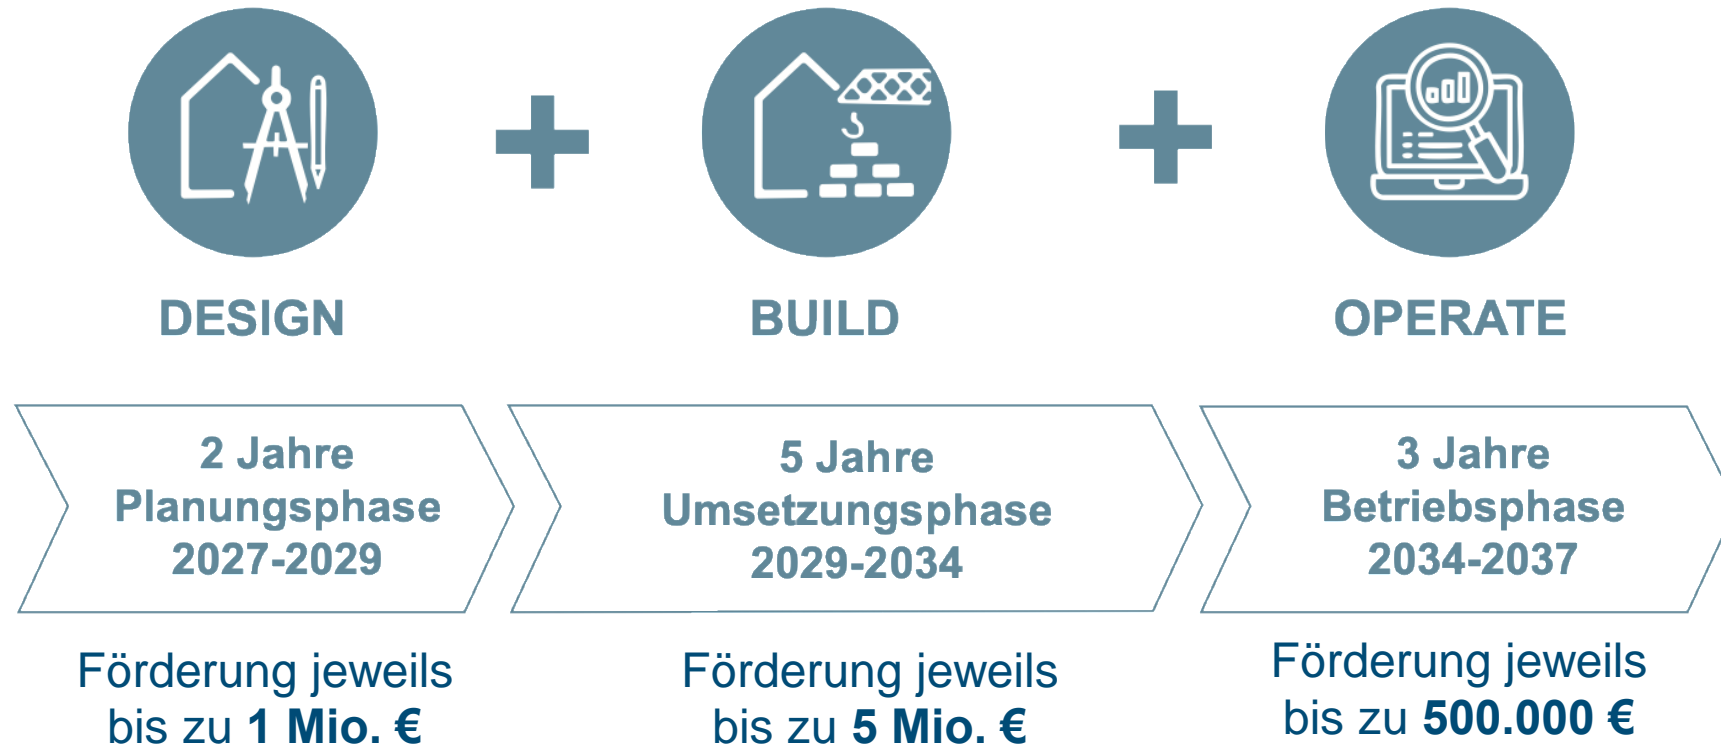 DESIGN
BUILD
OPERATE
2 Jahre
Planungsphase
2027-2029
5 Jahre
Umsetzungsphase
2029-2034
3 Jahre
Betriebsphase
2034-2037
Förderung jeweils
bis zu 1 Mio. €
Förderung jeweils
bis zu 5 Mio. €
Förderung jeweils
bis zu 500.000 €